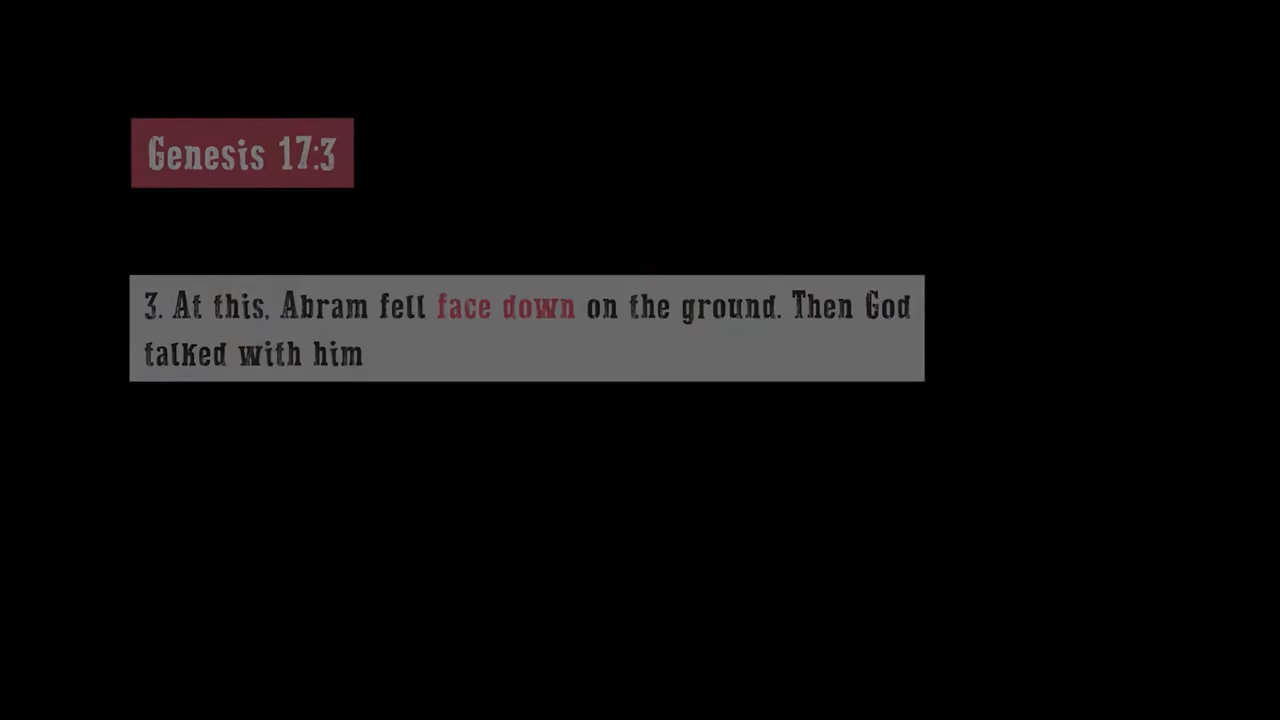 Genesis 17:3
3. At this, Abram fell face down on the ground. Then God
talked with him